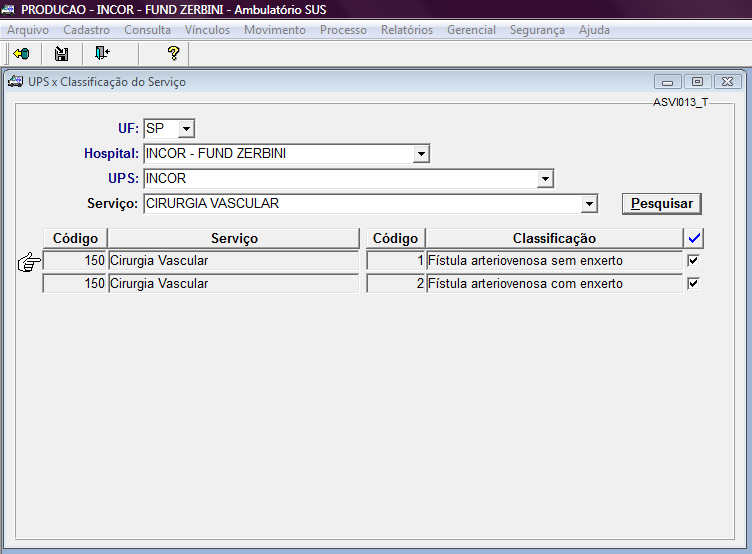 PRODUCAO - INCOR - FUND ZERBINI - Ambulatório SUS
Arquivo Cadastro Consulta Vínculos Movimento Processo Relatórios Gerencial Segurança Ajuda
?
UPS x Classificação do Serviço
ASVI013_T
UF: SP
Hospital: INCOR - FUND ZERBINI
UPS: INCOR
Serviço: CIRURGIA VASCULAR Pesquisar
Código Serviço Código Classificação
150 Cirurgia Vascular 1 Fístula arteriovenosa sem enxerto
150 Cirurgia Vascular 2 Fístula arteriovenosa com enxerto